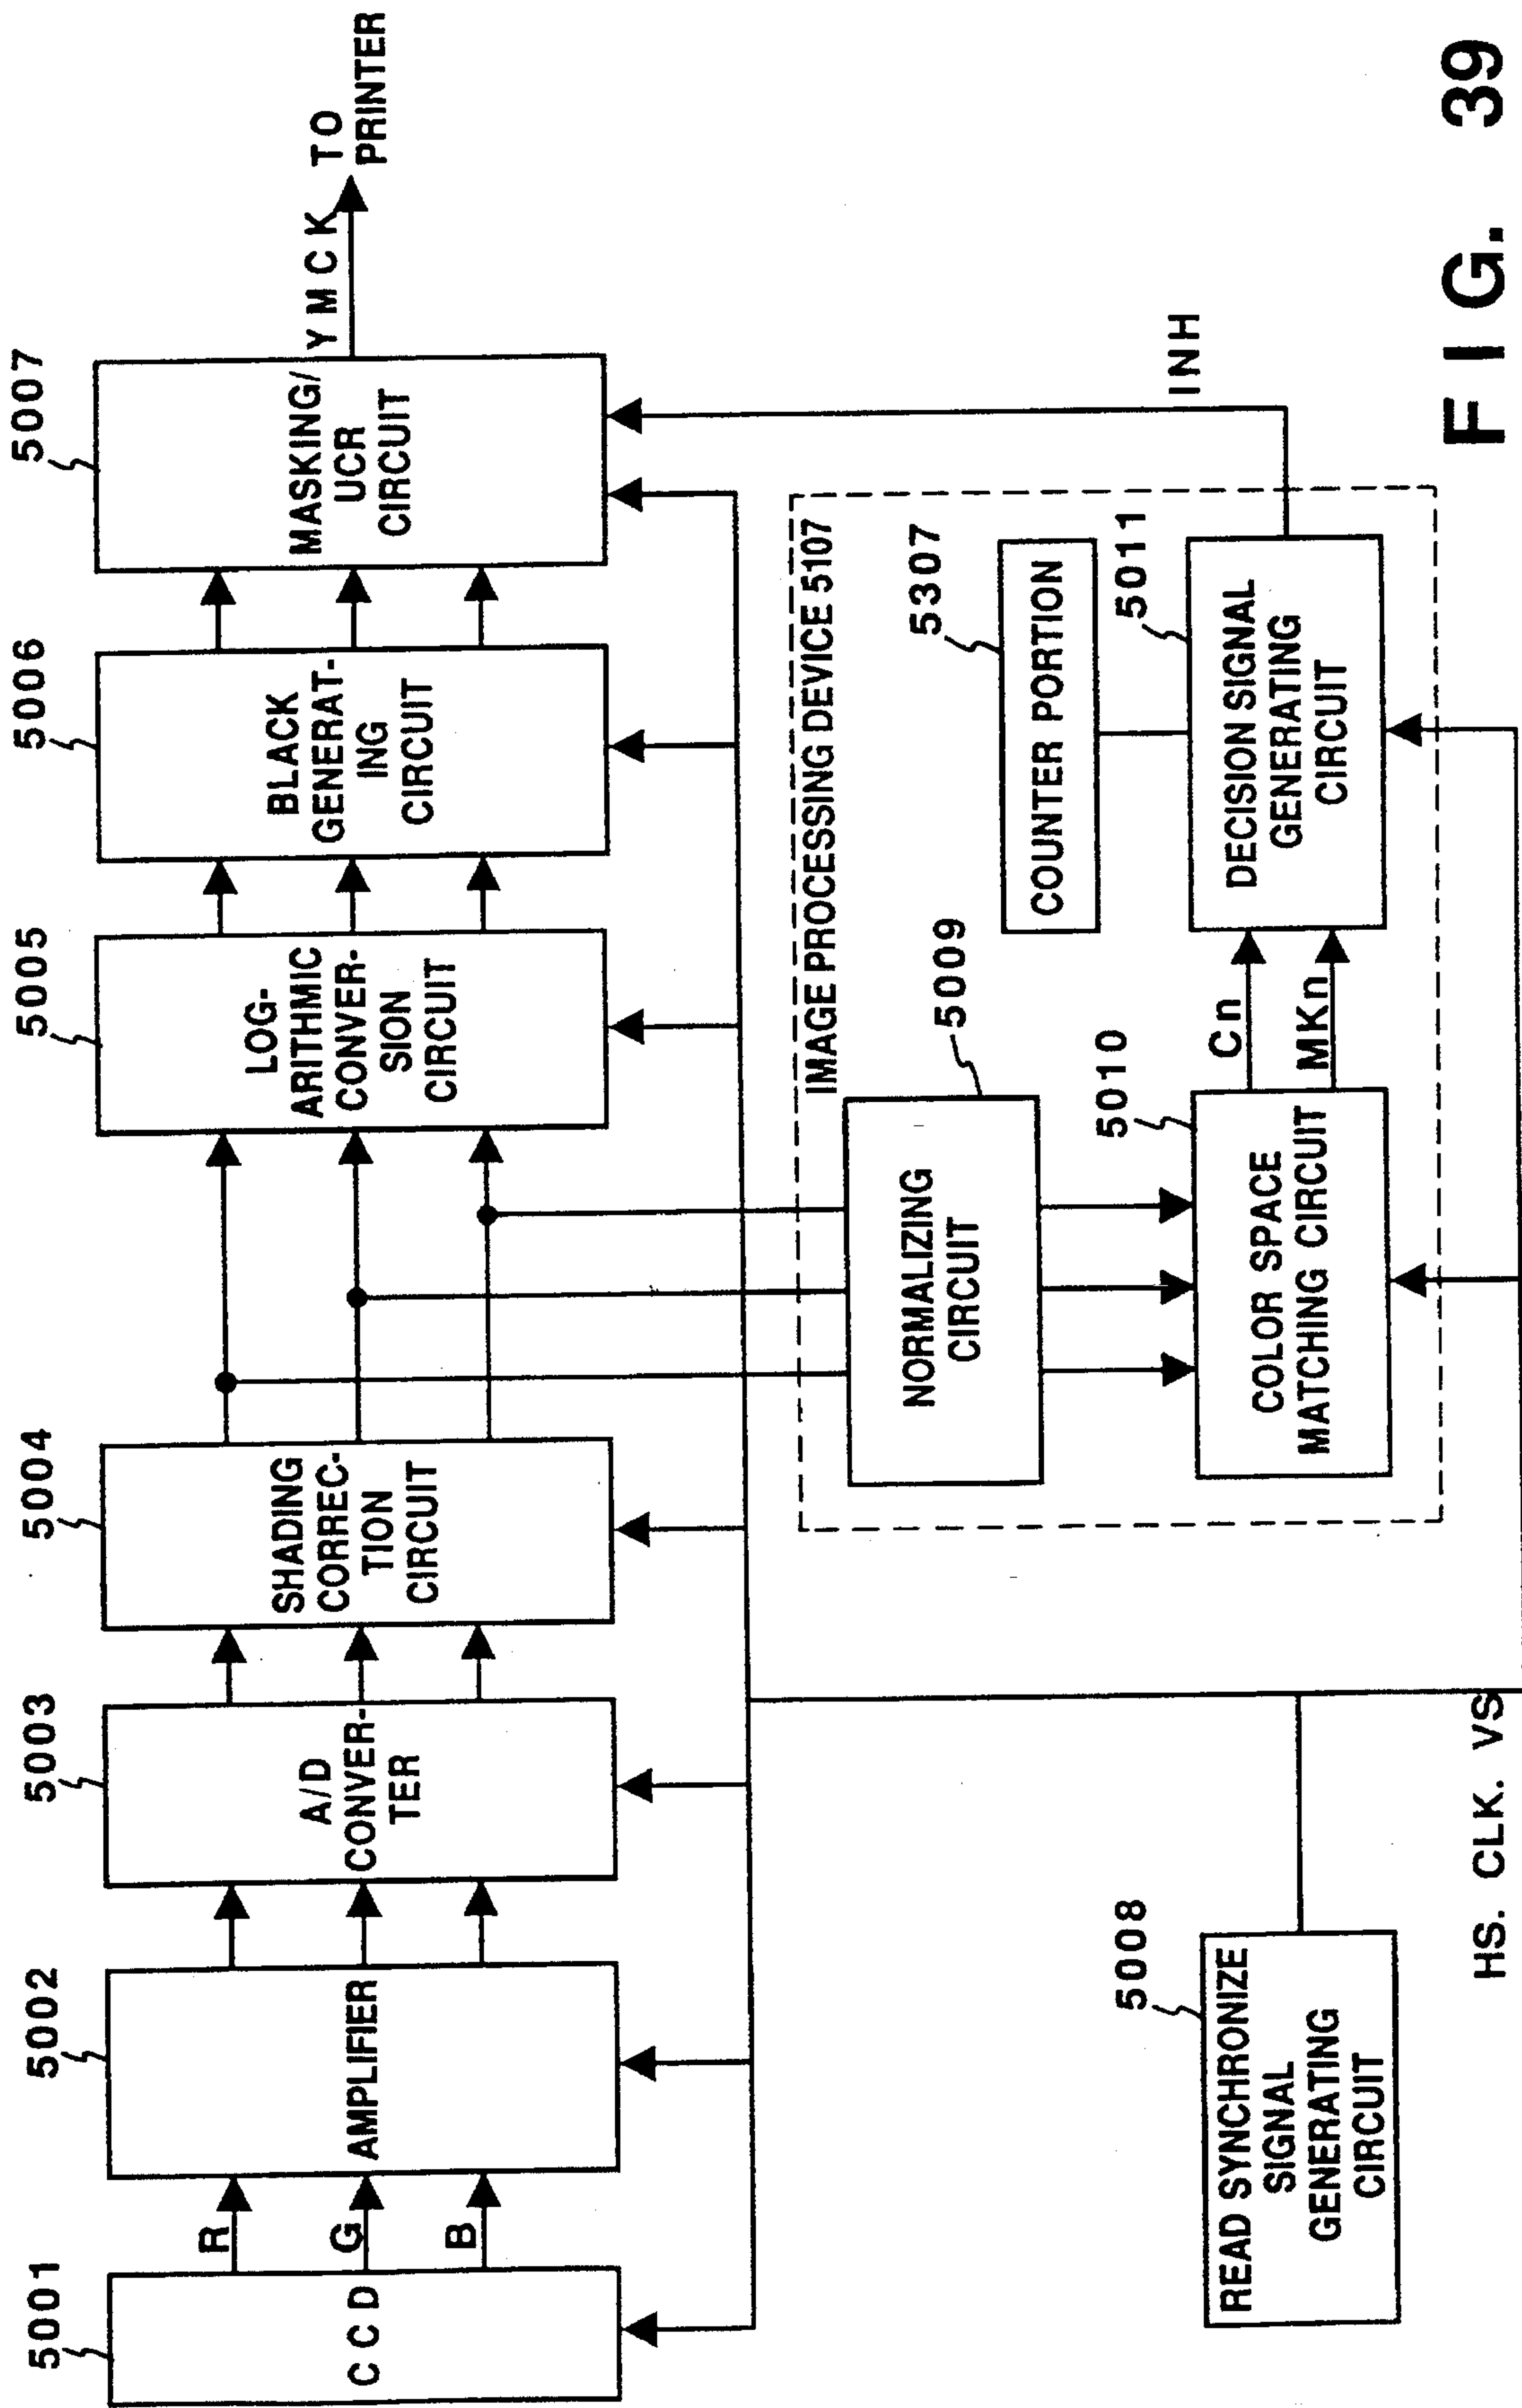 5001
CCD
R
G
B
5002
AMPLIFIER
5003
A/D
CONVER-
TER
5004
SHADING
CORREC-
TION
CIRCUIT
5005
LOG-
ARITHMIC
CONVER-
SION
CIRCUIT
5006
BLACK
GENERAT-
ING
CIRCUIT
5007
MASKING/
UCR
CIRCUIT
Y M C K
TO
PRINTER
IMAGE PROCESSING DEVICE 5107
5009
NORMALIZING
CIRCUIT
5307
COUNTER PORTION
5010
COLOR SPACE
MATCHING CIRCUIT
Cn
MKn
5011
DECISION SIGNAL
GENERATING
CIRCUIT
INH
5008
READ SYNCHRONIZE
SIGNAL
GENERATING
CIRCUIT
HS. CLK. VS
FIG. 39